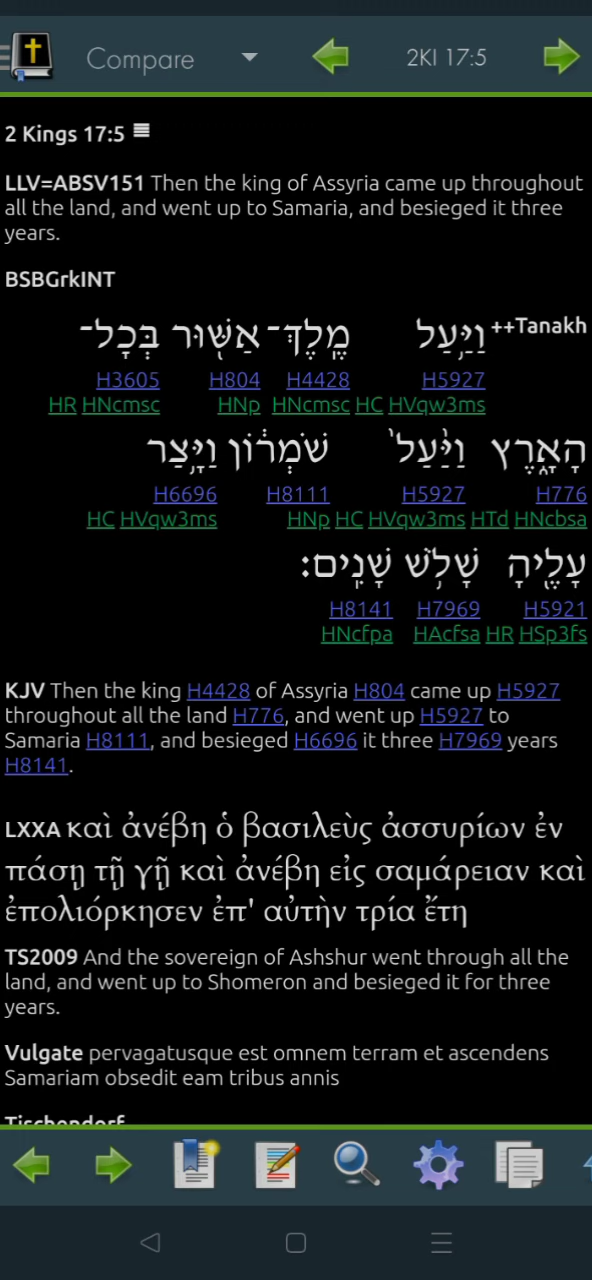 Compare
2KI 17:5
2 Kings 17:5
LLV=ABSV151 Then the king of Assyria came up throughout
all the land, and went up to Samaria, and besieged it three
years.
BSBGrkINT
++Tanakh וַיַּ֥עַל מֶֽלֶךְ־ אַשּׁ֖וּר בְּכָל־
H3605 H804 H4428 H5927
HR HNcmsc HNp HNcmsc HC HVqw3ms
הָאָ֑רֶץ וַיַּ֙עַל֙ שֹׁמְר֔וֹן וַיָּ֥צַר
H6696 H8111 H5927 H776
HC HVqw3ms HNp HC HVqw3ms HTd HNcbsa
עָלֶ֖יהָ שָׁלֹ֥שׁ שָׁנִֽים׃
H8141 H7969 H5921
HNcfpa HAcfsa HR HSp3fs
KJV Then the king H4428 of Assyria H804 came up H5927
throughout all the land H776, and went up H5927 to
Samaria H8111, and besieged H6696 it three H7969 years
H8141.
LXXA καὶ ἀνέβη ὁ βασιλεὺς ἀσσυρίων ἐν
πάσῃ τῇ γῇ καὶ ἀνέβη εἰς σαμάρειαν καὶ
ἐπολιόρκησεν ἐπ' αὐτὴν τρία ἔτη
TS2009 And the sovereign of Ashshur went through all the
land, and went up to Shomeron and besieged it for three
years.
Vulgate pervagatusque est omnem terram et ascendens
Samariam obsedit eam tribus annis
Tischendorf